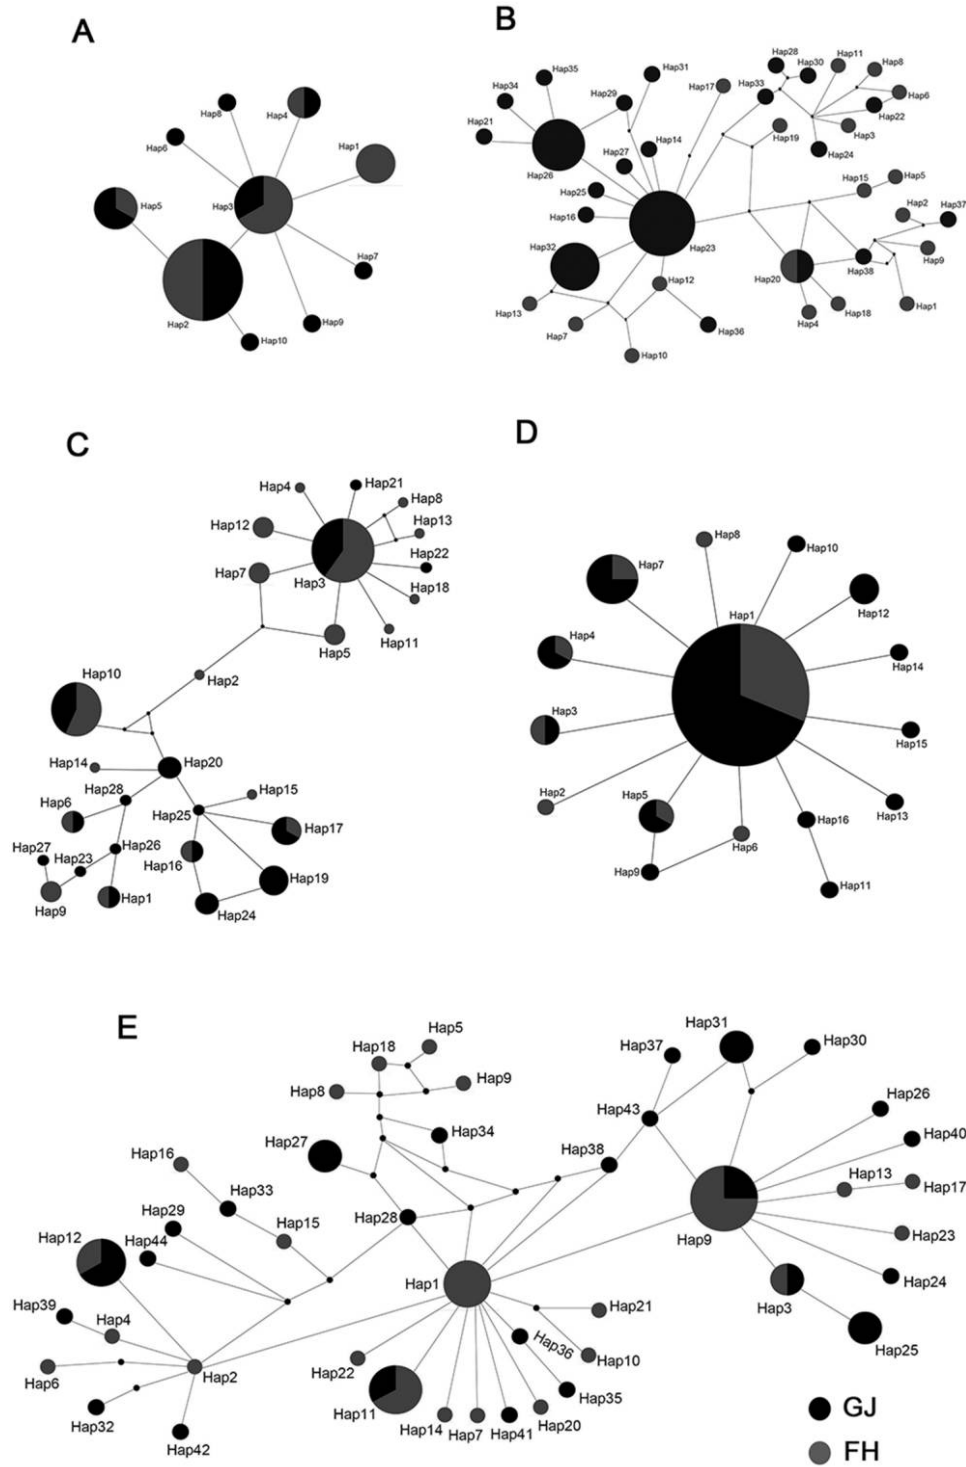 A
Hap8
Hap4
Hap6
Hap1
Hap5
Hap3
Hap7
Hap2
Hap9
Hap10
B
Hap28
Hap11
Hap35
Hap31
Hap30
Hap8
Hap34
Hap29
Hap17
Hap33
Hap6
Hap22
Hap21
Hap14
Hap19
Hap3
Hap24
Hap26
Hap27
Hap15
Hap5
Hap25
Hap2
Hap37
Hap16
Hap32
Hap23
Hap9
Hap20
Hap38
Hap12
Hap13
Hap18
Hap1
Hap4
Hap7
Hap36
Hap10
C
Hap4
Hap21
Hap8
Hap12
Hap13
Hap22
Hap7
Hap3
Hap18
Hap11
Hap5
Hap2
Hap10
Hap14
Hap20
Hap28
Hap15
Hap6
Hap25
Hap17
Hap27
Hap23
Hap26
Hap16
Hap19
Hap9
Hap1
Hap24
D
Hap8
Hap10
Hap7
Hap1
Hap12
Hap4
Hap14
Hap3
Hap15
Hap2
Hap5
Hap13
Hap16
Hap6
Hap9
Hap11
E
Hap5
Hap31
Hap18
Hap37
Hap30
Hap8
Hap9
Hap26
Hap43
Hap27
Hap34
Hap40
Hap16
Hap38
Hap13
Hap17
Hap33
Hap29
Hap28
Hap15
Hap23
Hap12
Hap44
Hap9
Hap1
Hap24
Hap39
Hap3
Hap4
Hap21
Hap36
Hap25
Hap6
Hap2
Hap22
Hap10
Hap35
Hap11
Hap32
Hap14
Hap7
Hap41
Hap20
GJ
Hap42
FH